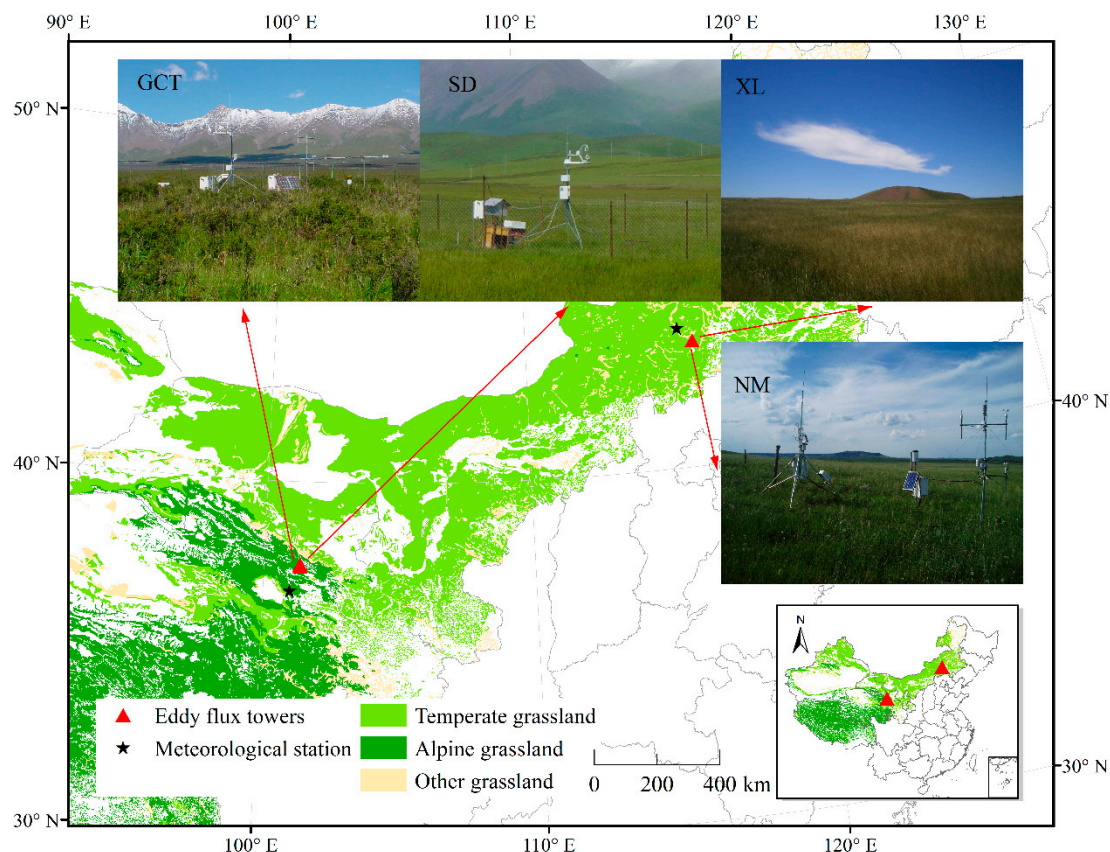 90° E 100° E 110° E 120° E 130° E
GCT SD XL
50° N
NM
40° N
40° N
N
Eddy flux towers
Meteorological station
Temperate grassland
Alpine grassland
Other grassland
0 200 400 km
30° N
30° N
100° E 110° E 120° E